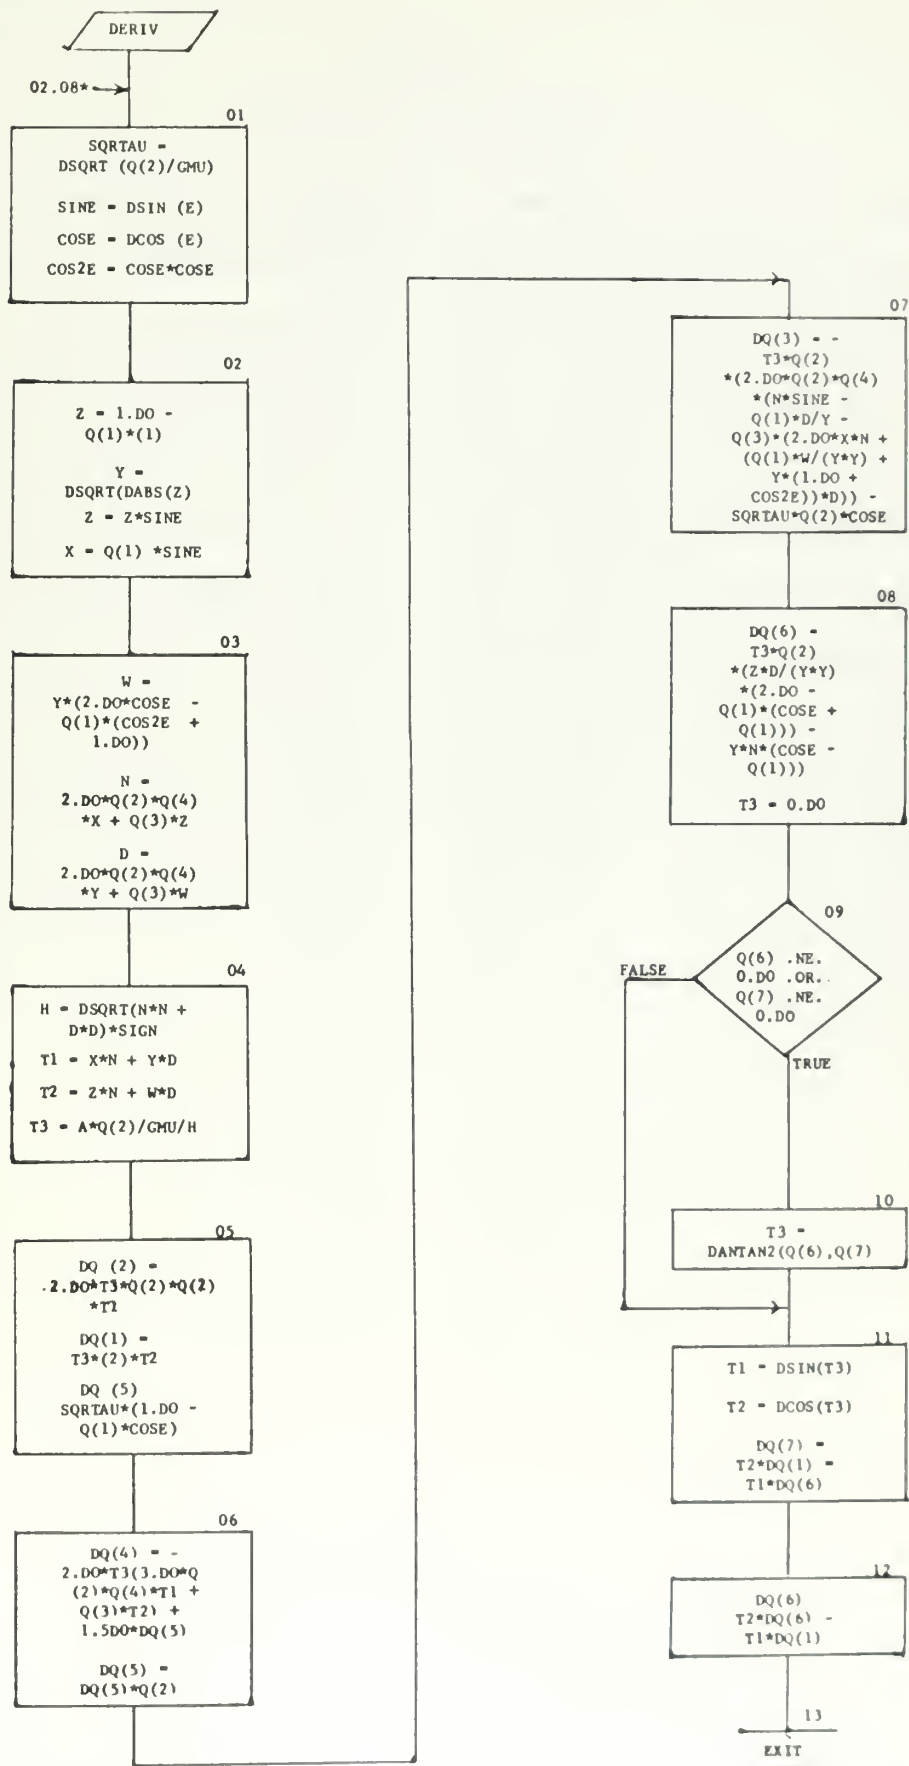 DERIV
02.08*
01
SQRTAU =
DSQRT (Q(2)/GMU)
SINE = DSIN (E)
COSE = DCOS (E)
COS2E = COSE*COSE
02
Z = 1.DO -
Q(1)*(1)
Y =
DSQRT(DABS(Z)
Z = Z*SINE
X = Q(1) *SINE
03
W =
Y*(2.DO*COSE -
Q(1)*(COS2E +
1.DO))
N =
2.DO*Q(2)*Q(4)
*X + Q(3)*Z
D =
2.DO*Q(2)*Q(4)
*Y + Q(3)*W
04
H = DSQRT(N*N +
D*D)*SIGN
T1 = X*N + Y*D
T2 = Z*N + W*D
T3 = A*Q(2)/GMU/H
05
DQ (2) =
.2.DO*T3*Q(2)*Q(2)
*T1
DQ(1) =
T3*(2)*T2
DQ (5)
SQRTAU*(1.DO -
Q(1)*COSE)
06
DQ(4) = -
2.DO*T3(3.DO*Q
(2)*Q(4)*T1 +
Q(3)*T2) +
1.5DO*DQ(5)
DQ(5) =
DQ(5)*Q(2)
07
DQ(3) = -
T3*Q(2)
*(2.DO*Q(2)*Q(4)
*(N*SINE -
Q(1)*D/Y -
Q(3)*(2.DO*X*N +
(Q(1)*W/(Y*Y) +
Y*(1.DO +
COS2E))*D)) -
SQRTAU*Q(2)*COSE
08
DQ(6) =
T3*Q(2)
*(Z*D/(Y*Y)
*(2.DO -
Q(1)*(COSE +
Q(1))) -
Y*N*(COSE -
Q(1)))
T3 = 0.DO
09
Q(6) .NE.
0.DO .OR.
Q(7) .NE.
0.DO
FALSE
TRUE
10
T3 =
DANTAN2(Q(6),Q(7)
11
T1 = DSIN(T3)
T2 = DCOS(T3)
DQ(7) =
T2*DQ(1) =
T1*DQ(6)
12
DQ(6)
T2*DQ(6) -
T1*DQ(1)
13
EXIT